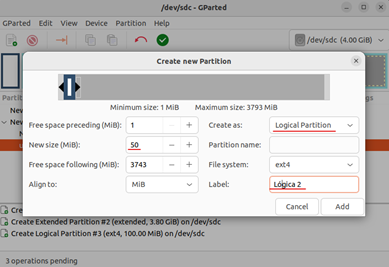 /dev/sdc - GParted
GParted Edit View Device Partition Help
/dev/sdc (4.00 GiB)
Create new Partition
Minimum size: 1 MiB Maximum size: 3793 MiB
Free space preceding (MiB): 1 - + Create as: Logical Partition
New size (MiB): 50 - + Partition name:
Free space following (MiB): 3743 - + File system: ext4
Align to: MiB Label: Lógica 2
Cancel Add
Create Extended Partition #2 (extended, 3.80 GiB) on /dev/sdc
Create Logical Partition #3 (ext4, 100.00 MiB) on /dev/sdc
3 operations pending